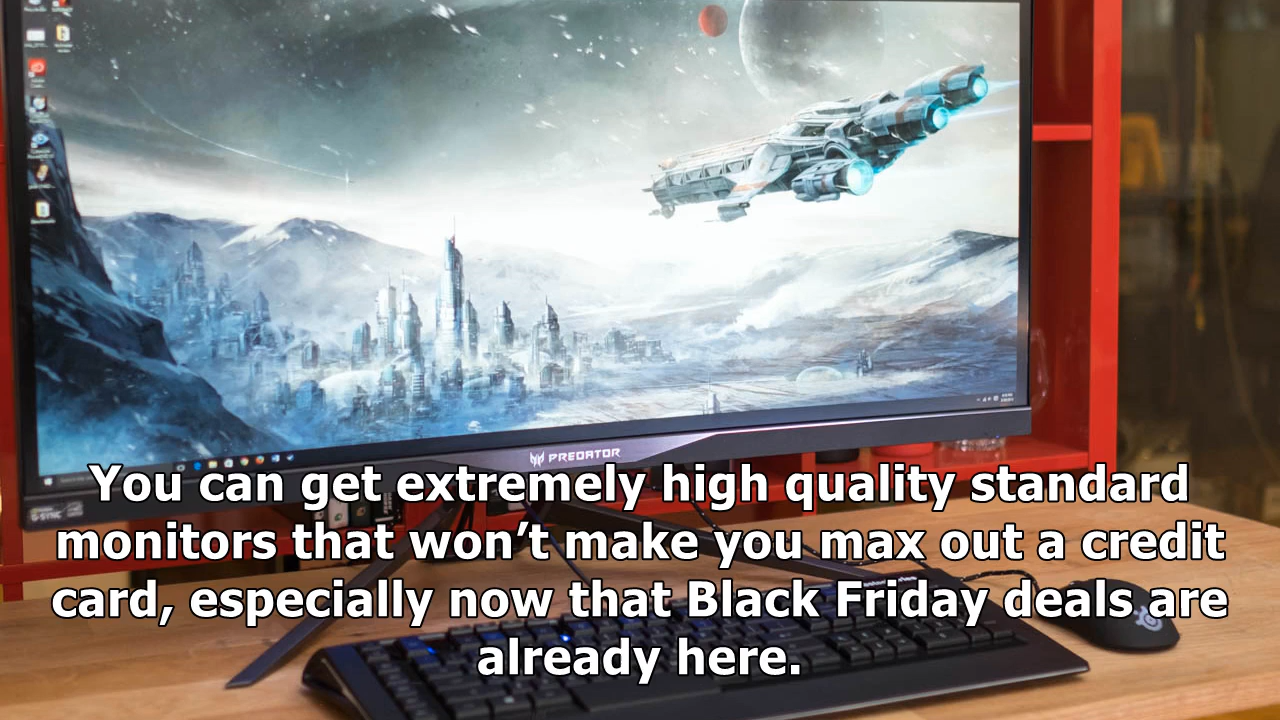 PREDATOR
G-SYNC
You can get extremely high quality standard
monitors that won’t make you max out a credit
card, especially now that Black Friday deals are
already here.